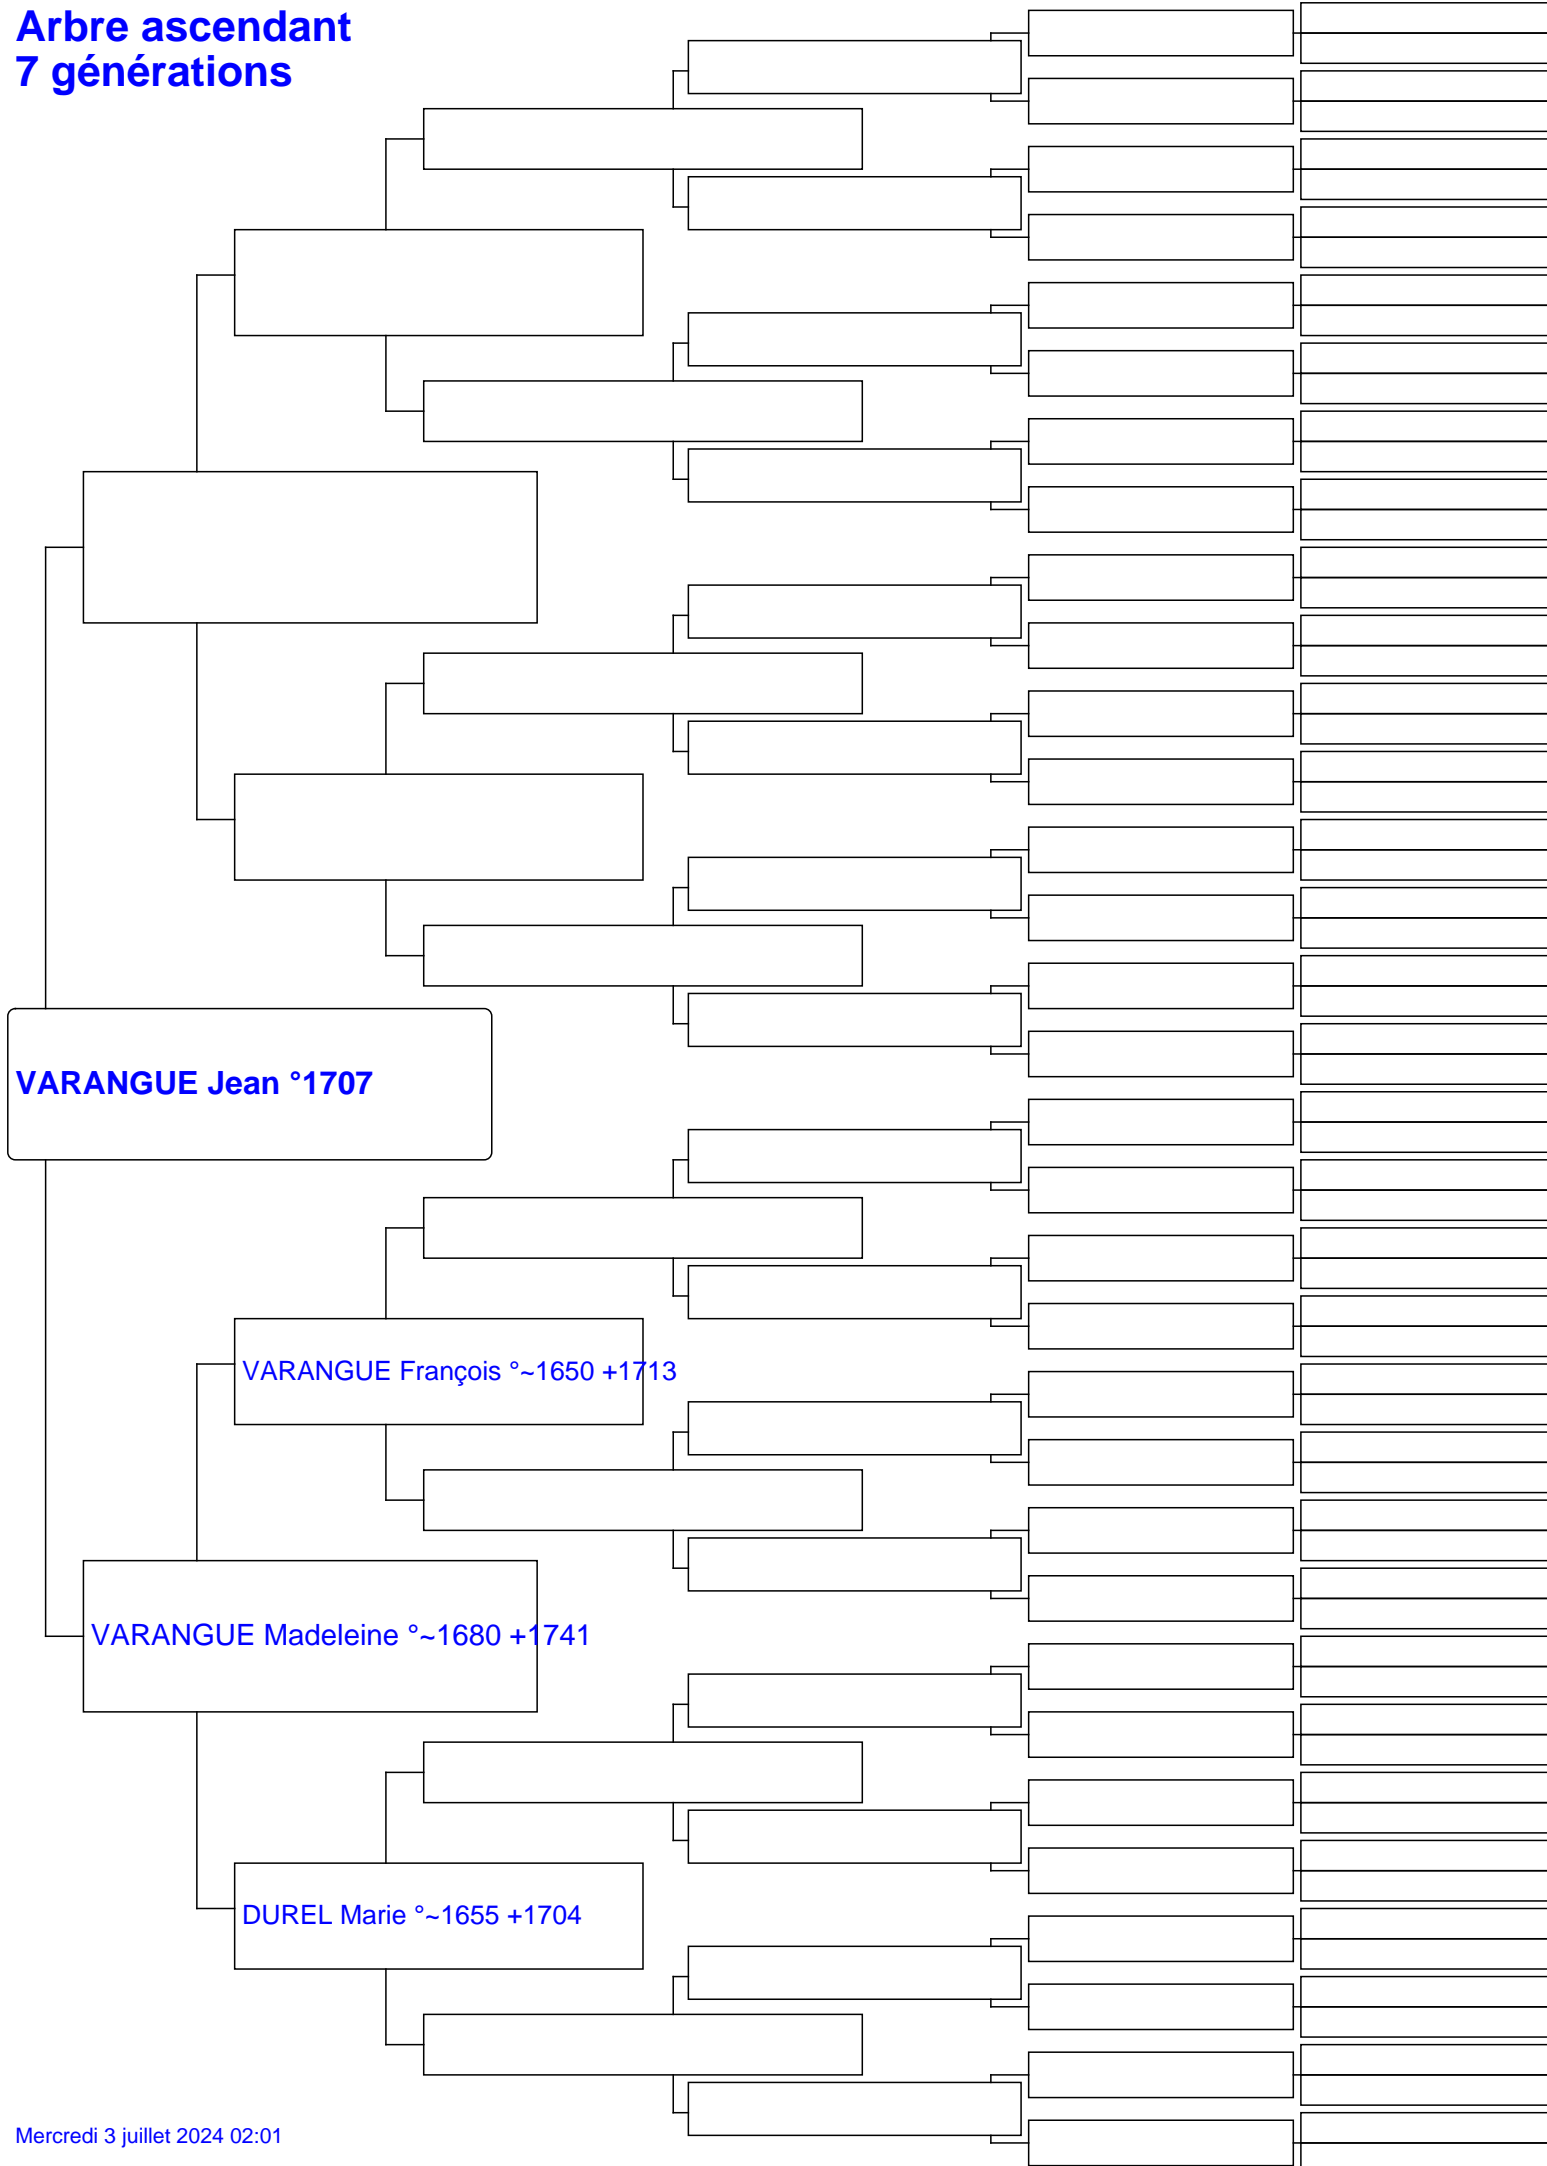 Arbre ascendant
7 générations
VARANGUE Jean °1707
VARANGUE François °~1650 +1713
VARANGUE Madeleine °~1680 +1741
DUREL Marie °~1655 +1704
Mercredi 3 juillet 2024 02:01